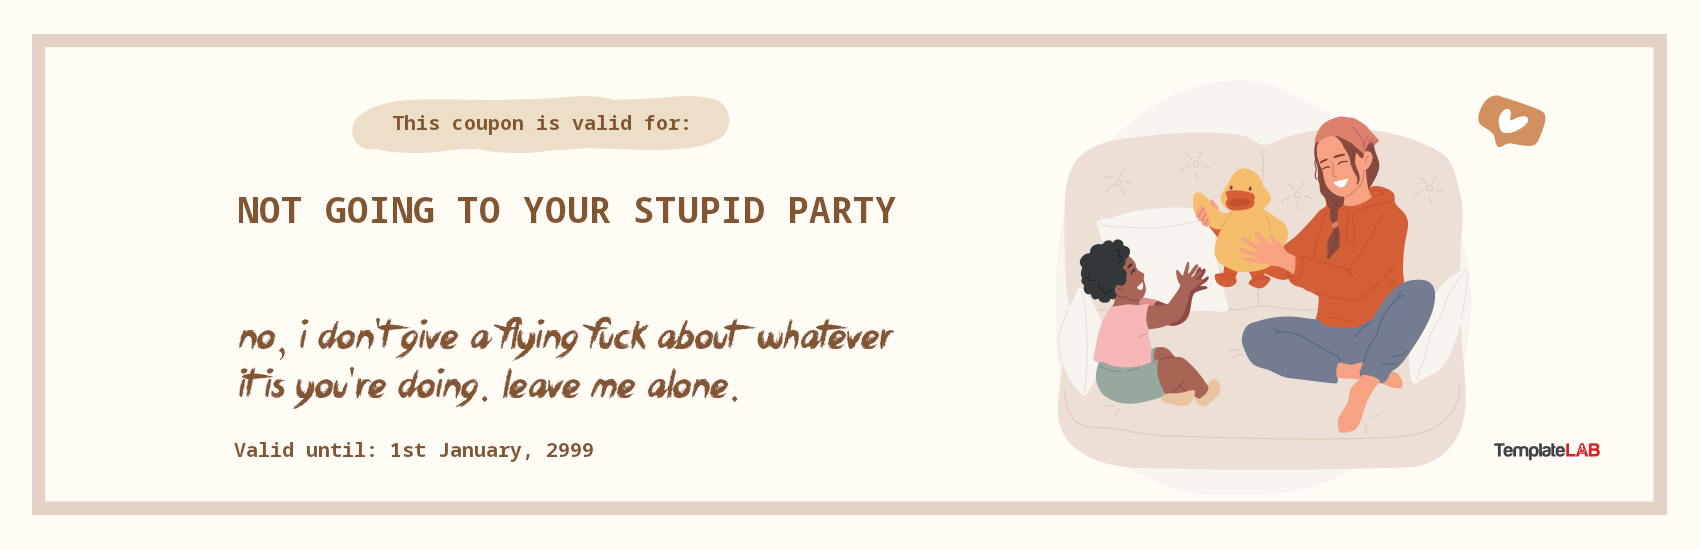 This coupon is valid for:
NOT GOING TO YOUR STUPID PARTY
no, i don't give a flying fuck about whatever
it is you're doing. leave me alone.
Valid until: 1st January, 2999
TemplateLAB